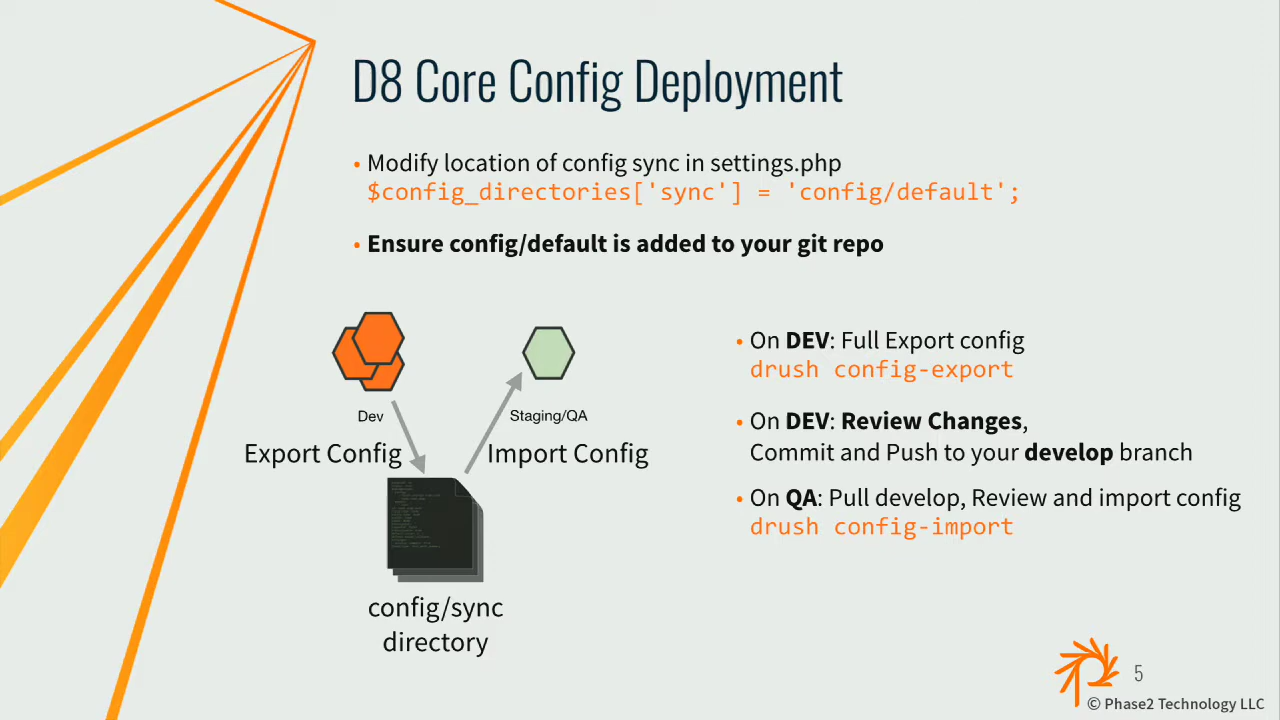 D8 Core Config Deployment
• Modify location of config sync in settings.php
$config_directories['sync'] = 'config/default';
• Ensure config/default is added to your git repo
Dev
Staging/QA
Export Config
Import Config
config/sync
directory
• On DEV: Full Export config
drush config-export
• On DEV: Review Changes,
Commit and Push to your develop branch
• On QA: Pull develop, Review and import config
drush config-import
5
© Phase2 Technology LLC